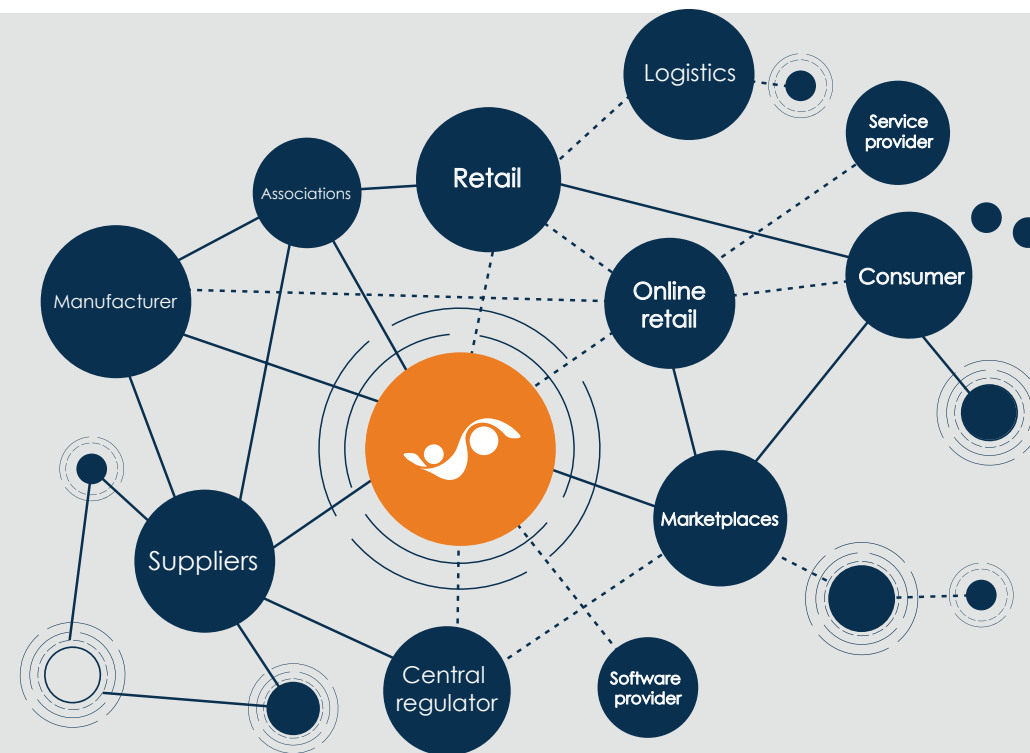 Logistics
Service
provider
Retail
Associations
Consumer
Manufacturer
Online
retail
Marketplaces
Suppliers
Central
regulator
Software
provider